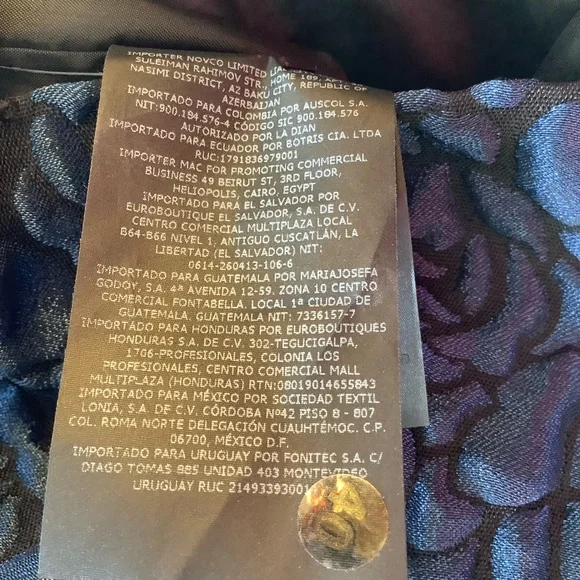 IMPORTER NOVCO LIMITED
SULEIMAN RAHIMOV STR., HOME 189,
NASIMI DISTRICT, AZ BAKU CITY, REPUBLIC OF
AZERBAIJAN
IMPORTADO PARA COLOMBIA POR AUSCOL S.A.
NIT:900.184.576-4 CÓDIGO SIC 900.184.576
AUTORIZADO POR LA DIAN
IMPORTADO PARA ECUADOR POR BOTRIS CIA. LTDA
RUC:1791836979001
IMPORTER MAC FOR PROMOTING COMMERCIAL
BUSINESS 49 BEIRUT ST, 3RD FLOOR,
HELIOPOLIS, CAIRO, EGYPT
IMPORTADO PARA EL SALVADOR POR
EUROBOUTIQUE EL SALVADOR, S.A. DE C.V.
CENTRO COMERCIAL MULTIPLAZA LOCAL
B64-B66 NIVEL 1, ANTIGUO CUSCATLÁN, LA
LIBERTAD (EL SALVADOR) NIT:
0614-260413-106-6
IMPORTADO PARA GUATEMALA POR MARIAJOSEFA
GODOY, S.A. 4ª AVENIDA 12-59. ZONA 10 CENTRO
COMERCIAL FONTABELLA. LOCAL 1ª CIUDAD DE
GUATEMALA. GUATEMALA NIT: 7336157-7
IMPORTADO PARA HONDURAS POR EUROBOUTIQUES
HONDURAS S.A. DE C.V. 302-TEGUCIGALPA,
1706-PROFESIONALES, COLONIA LOS
PROFESIONALES, CENTRO COMERCIAL MALL
MULTIPLAZA (HONDURAS) RTN:08019014655843
IMPORTADO PARA MÉXICO POR SOCIEDAD TEXTIL
LONIA, S.A. DE C.V. CÓRDOBA Nº42 PISO 8 - 807
COL. ROMA NORTE DELEGACIÓN CUAUHTÉMOC. C.P.
06700, MÉXICO D.F.
IMPORTADO PARA URUGUAY POR FONITEC S.A. C/
DIAGO TOMAS 885 UNIDAD 403 MONTEVIDEO
URUGUAY RUC